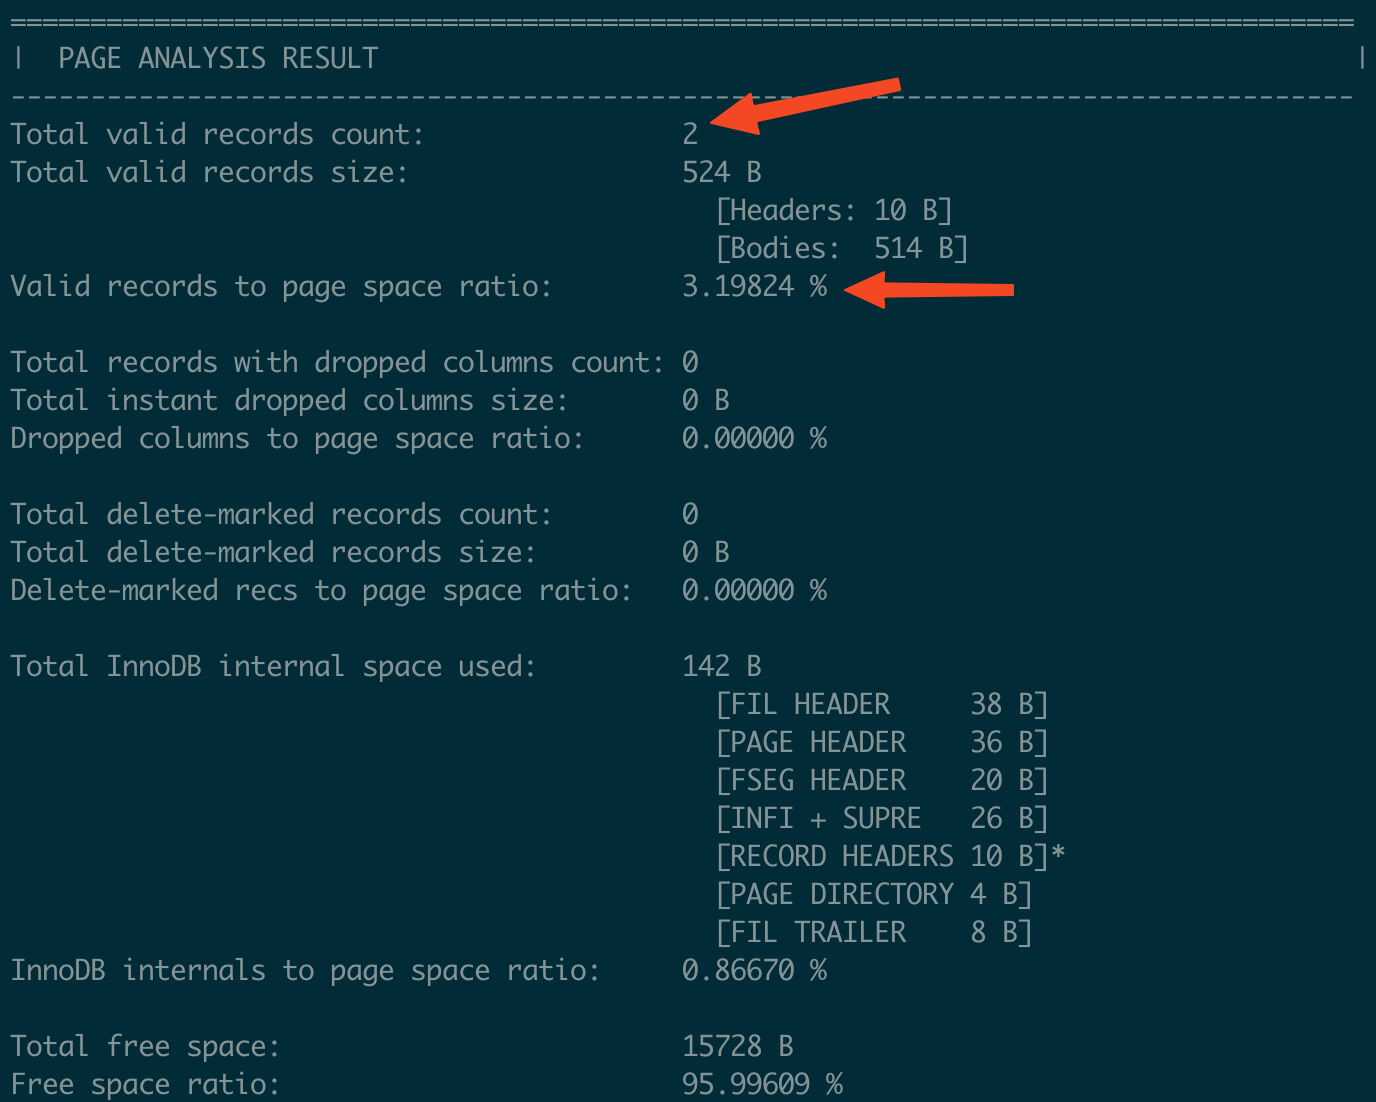 ================================================================================
|  PAGE ANALYSIS RESULT                                                             |
--------------------------------------------------------------------------------
Total valid records count:                2
Total valid records size:                 524 B
                                            [Headers: 10 B]
                                            [Bodies:  514 B]
Valid records to page space ratio:        3.19824 %
Total records with dropped columns count: 0
Total instant dropped columns size:       0 B
Dropped columns to page space ratio:      0.00000 %
Total delete-marked records count:        0
Total delete-marked records size:         0 B
Delete-marked recs to page space ratio:   0.00000 %
Total InnoDB internal space used:         142 B
                                            [FIL HEADER     38 B]
                                            [PAGE HEADER    36 B]
                                            [FSEG HEADER    20 B]
                                            [INFI + SUPRE   26 B]
                                            [RECORD HEADERS 10 B]*
                                            [PAGE DIRECTORY 4 B]
                                            [FIL TRAILER    8 B]
InnoDB internals to page space ratio:     0.86670 %
Total free space:                         15728 B
Free space ratio:                         95.99609 %